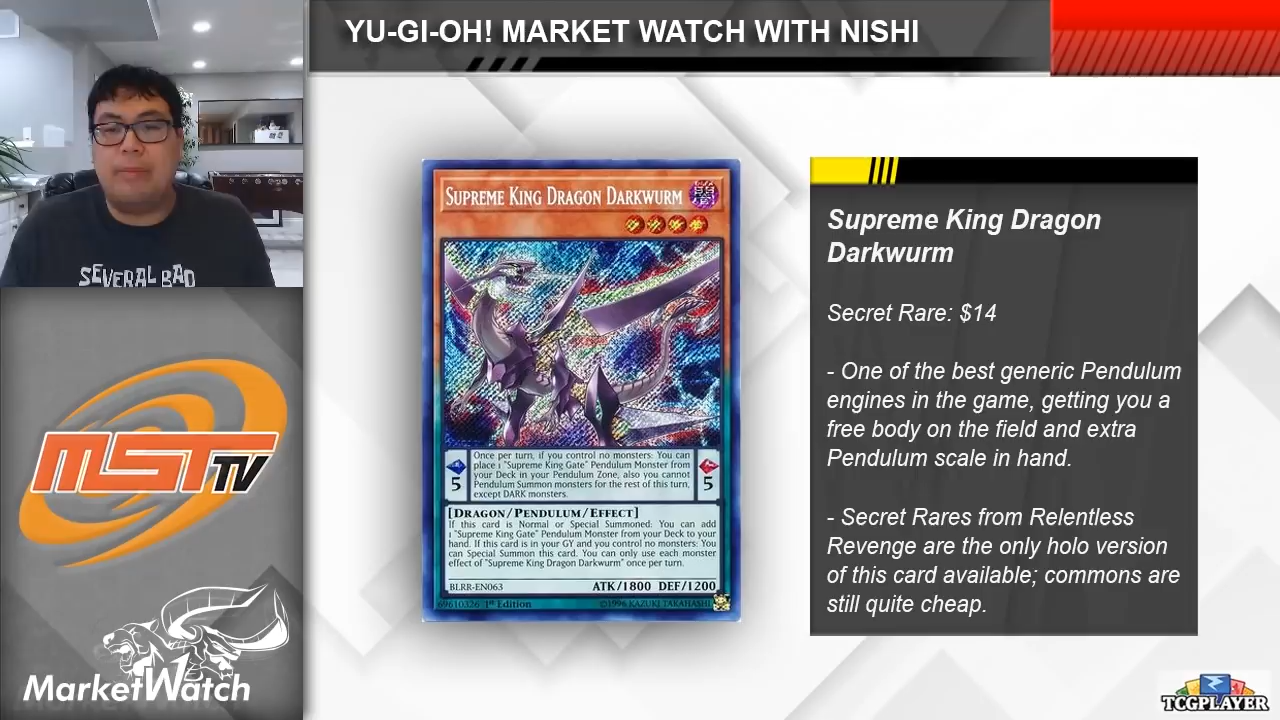 YU-GI-OH! MARKET WATCH WITH NISHI
SEVERAL BAD
MST TV
MarketWatch
SUPREME KING DRAGON DARKWURM
闇
Once per turn, if you control no monsters: You can
place 1 "Supreme King Gate" Pendulum Monster from
your Deck in your Pendulum Zone, also you cannot
Pendulum Summon monsters for the rest of this turn,
except DARK monsters.
5
5
[DRAGON/PENDULUM/EFFECT]
If this card is Normal or Special Summoned: You can add
1 "Supreme King Gate" Pendulum Monster from your Deck to your
hand. If this card is in your GY and you control no monsters: You
can Special Summon this card. You can only use each monster
effect of "Supreme King Dragon Darkwurm" once per turn.
BLRR-EN063
ATK/1800 DEF/1200
69610326 1st Edition
©1996 KAZUKI TAKAHASHI
Supreme King Dragon
Darkwurm
Secret Rare: $14
- One of the best generic Pendulum
engines in the game, getting you a
free body on the field and extra
Pendulum scale in hand.
- Secret Rares from Relentless
Revenge are the only holo version
of this card available; commons are
still quite cheap.
TCGPLAYER